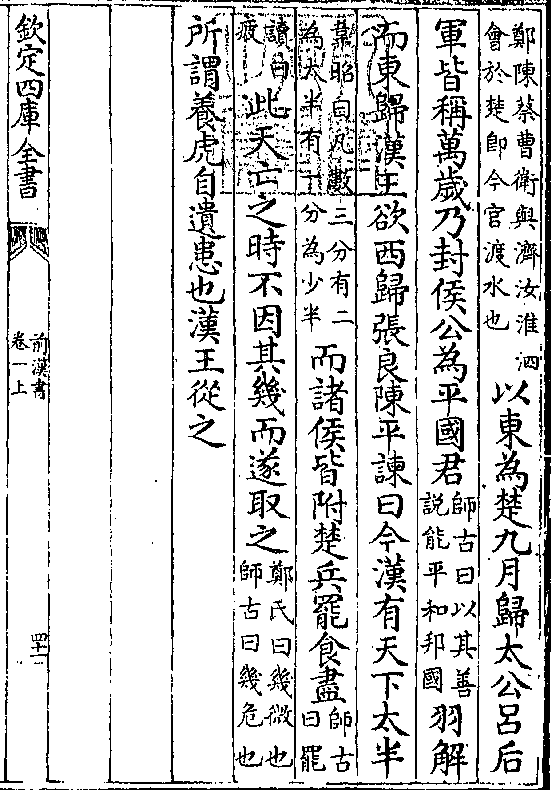 鄭陳蔡曹衛與濟汝淮泗
會於楚即今官渡水也
以東為楚九月歸太公呂后
軍皆稱萬歲乃封侯公為平國君
師古曰以其善
說能平和邦國
羽解
而東歸漢王欲西歸張良陳平諫曰今漢有天下太半
韋昭曰凡數三分有二
為太半有一分為少半
而諸侯皆附楚兵罷食盡
師古
曰罷
讀曰
疲
此天亡之時不因其幾而遂取之
鄭氏曰幾微也
師古曰幾危也
所謂養虎自遺患也漢王從之
欽定四庫全書
前漢書
卷一上
四十一